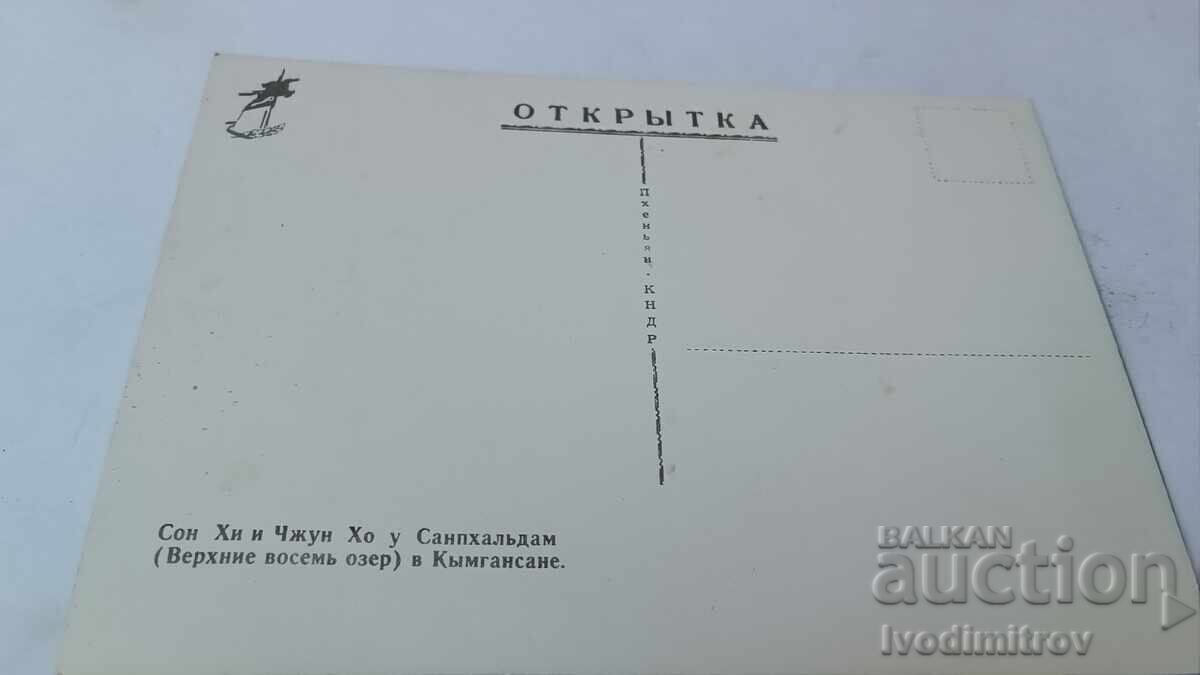 ОТКРЫТКА
Пхеньян. КНДР
Сон Хи и Чжун Хо у Санпхальдам
(Верхние восемь озер) в Кымгансане.
BALKAN
auction
Ivodimitrov